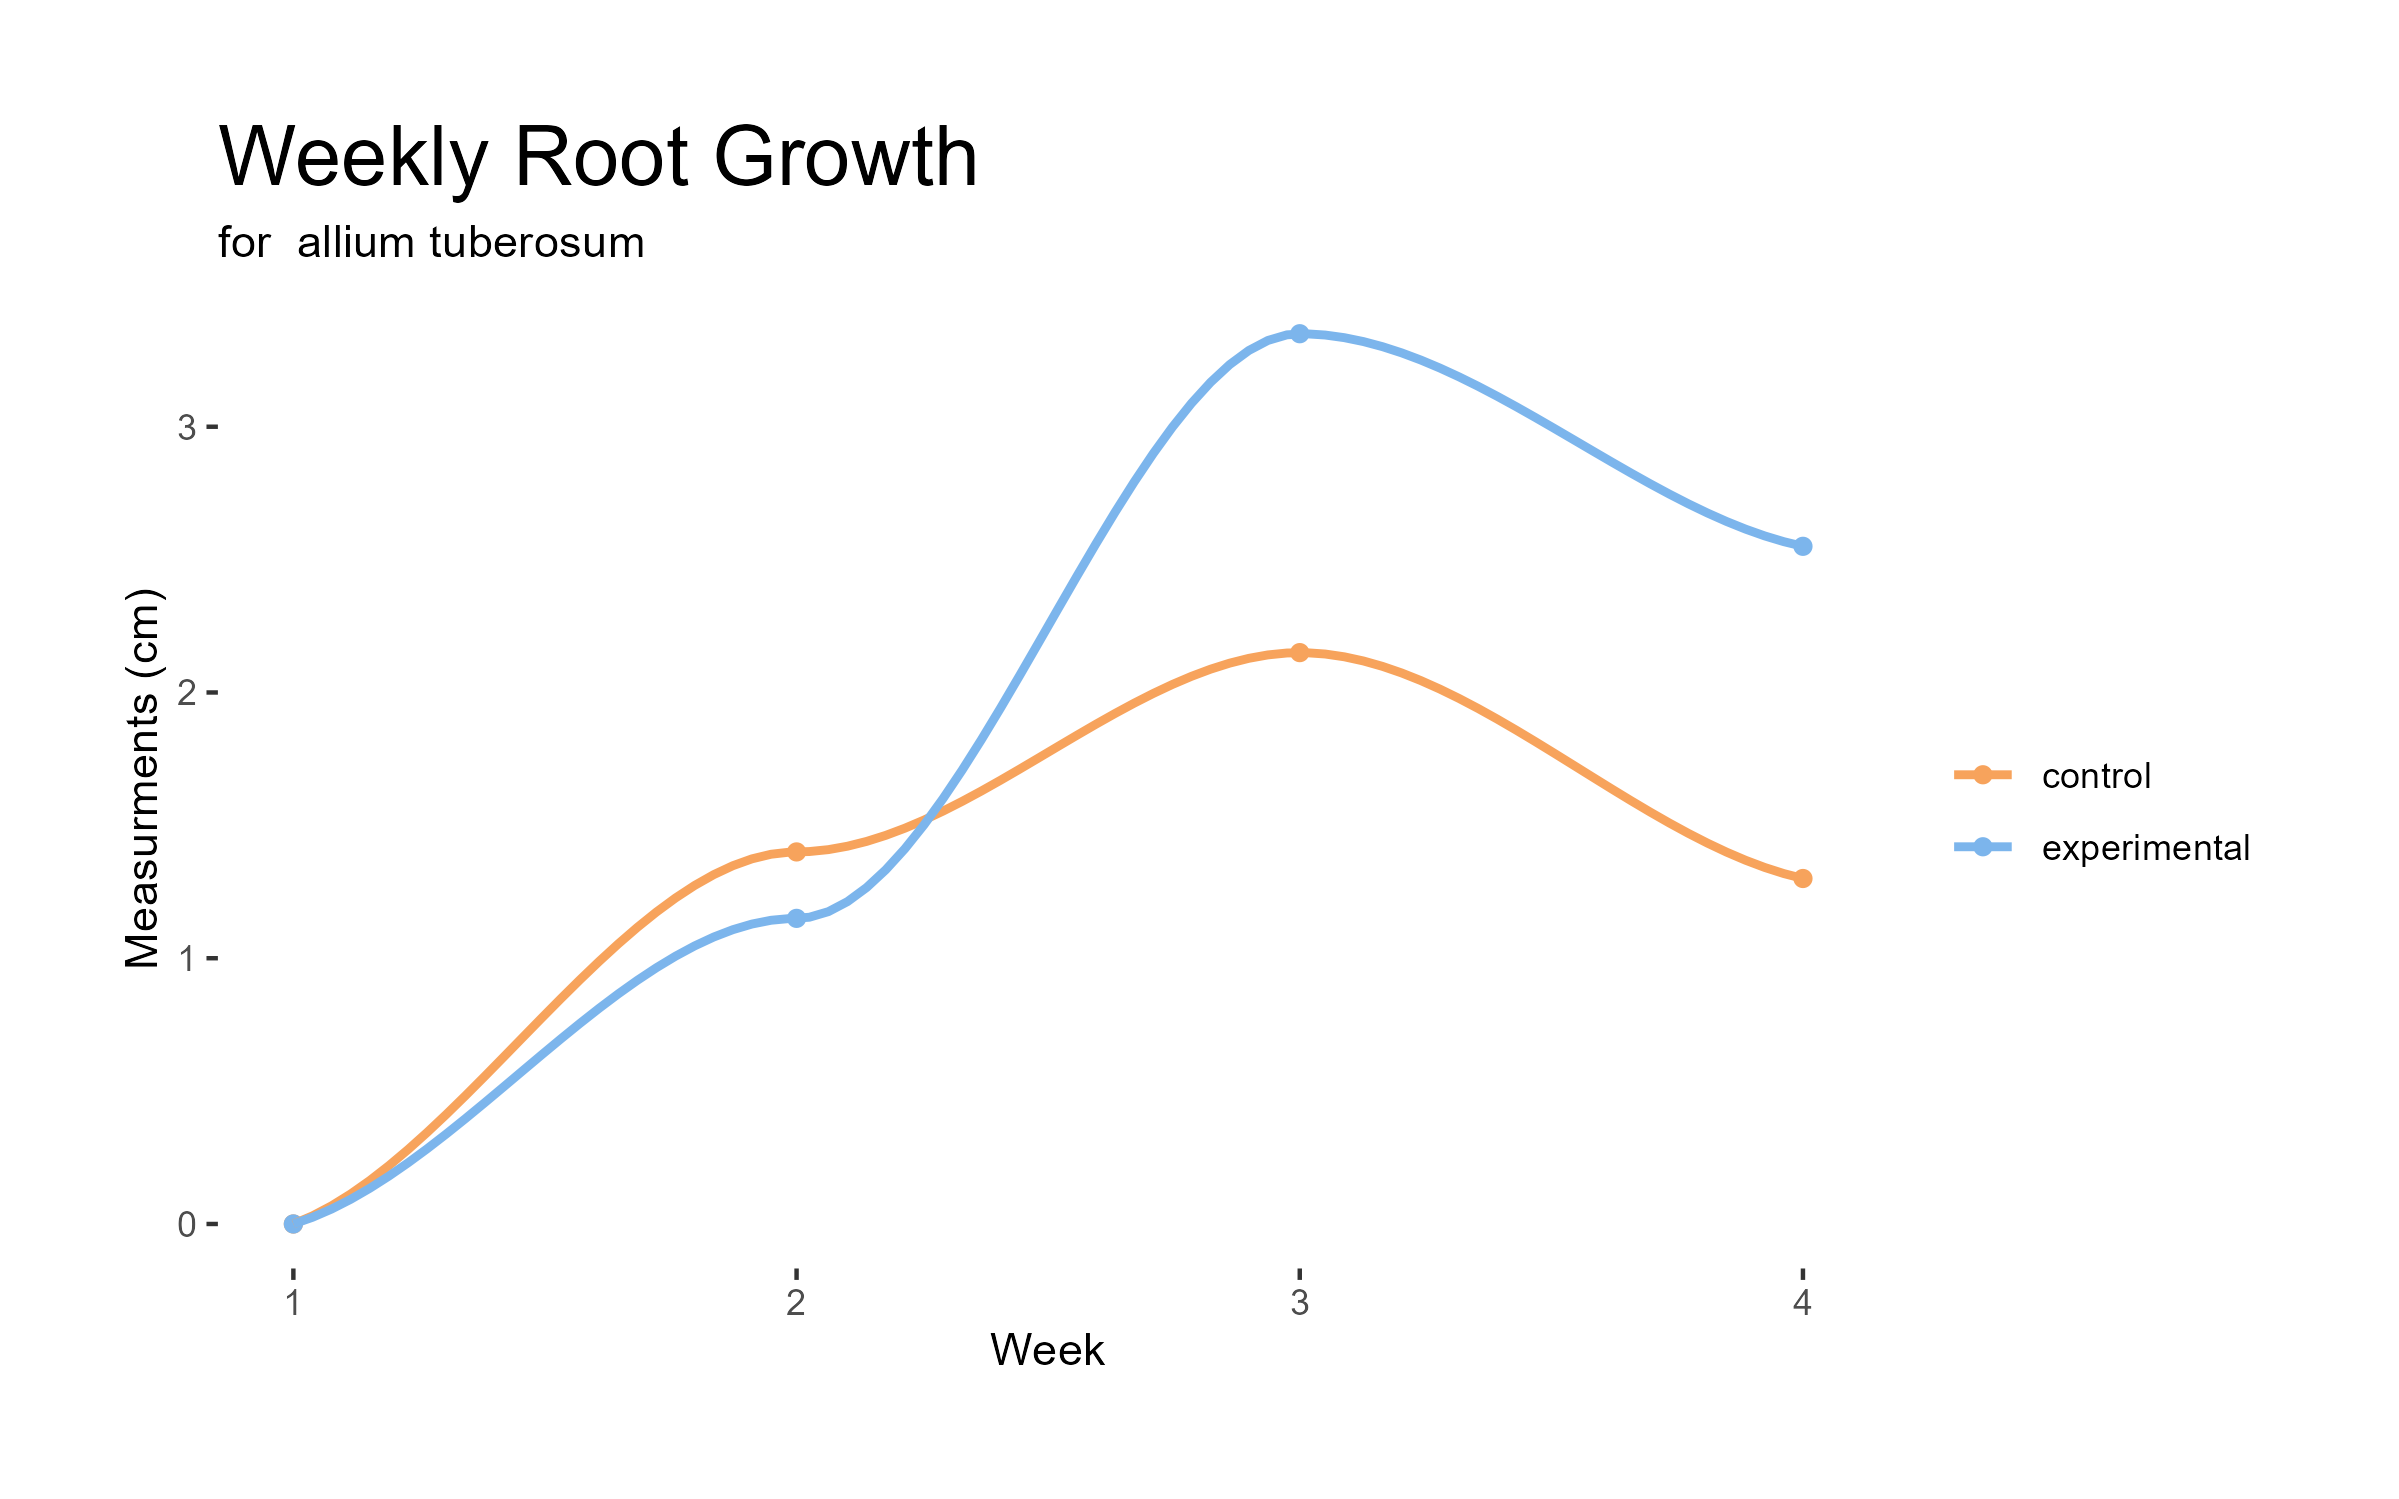 Weekly Root Growth
for  allium tuberosum
Measurments (cm)
3
2
1
0
1 2 3 4
Week
control
experimental